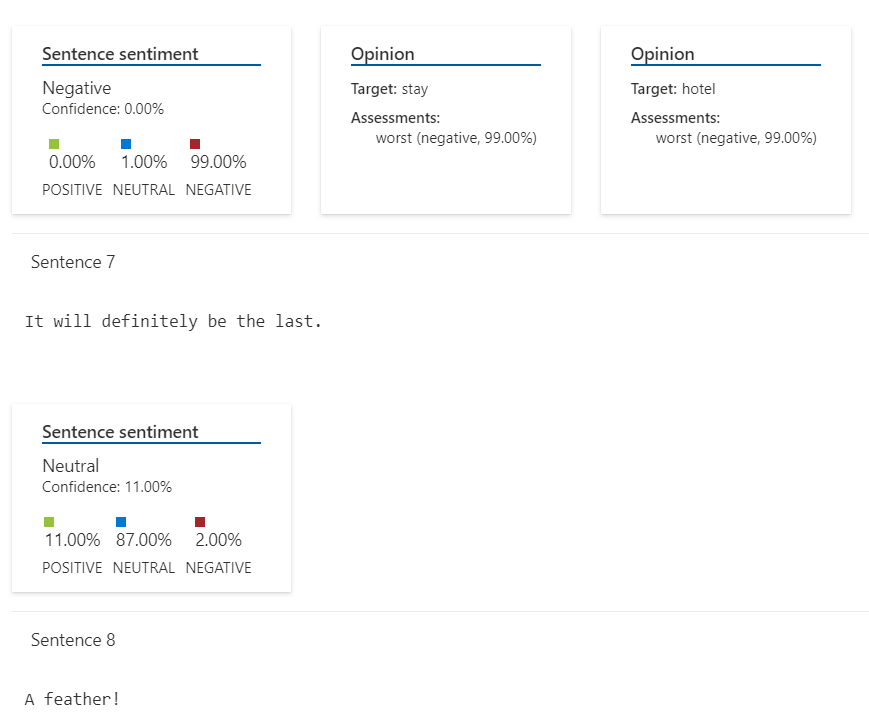 Sentence sentiment
Negative
Confidence: 0.00%
0.00% 1.00% 99.00%
POSITIVE NEUTRAL NEGATIVE
Opinion
Target: stay
Assessments:
worst (negative, 99.00%)
Opinion
Target: hotel
Assessments:
worst (negative, 99.00%)
Sentence 7
It will definitely be the last.
Sentence sentiment
Neutral
Confidence: 11.00%
11.00% 87.00% 2.00%
POSITIVE NEUTRAL NEGATIVE
Sentence 8
A feather!